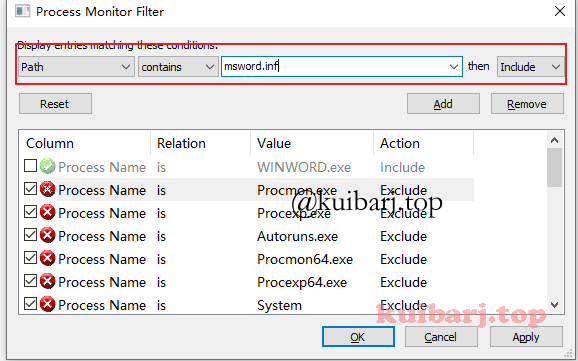 Process Monitor Filter
Display entries matching these conditions:
Path contains msword.inf then Include
Reset Add Remove
Column Relation Value Action
Process Name is WINWORD.exe Include
Process Name is Procmon.exe Exclude
@kuibarj.top
Process Name is Procexp.exe Exclude
Process Name is Autoruns.exe Exclude
Process Name is Procmon64.exe Exclude
Process Name is Procexp64.exe Exclude
Process Name is System Exclude
kuibarj.top
OK Cancel Apply